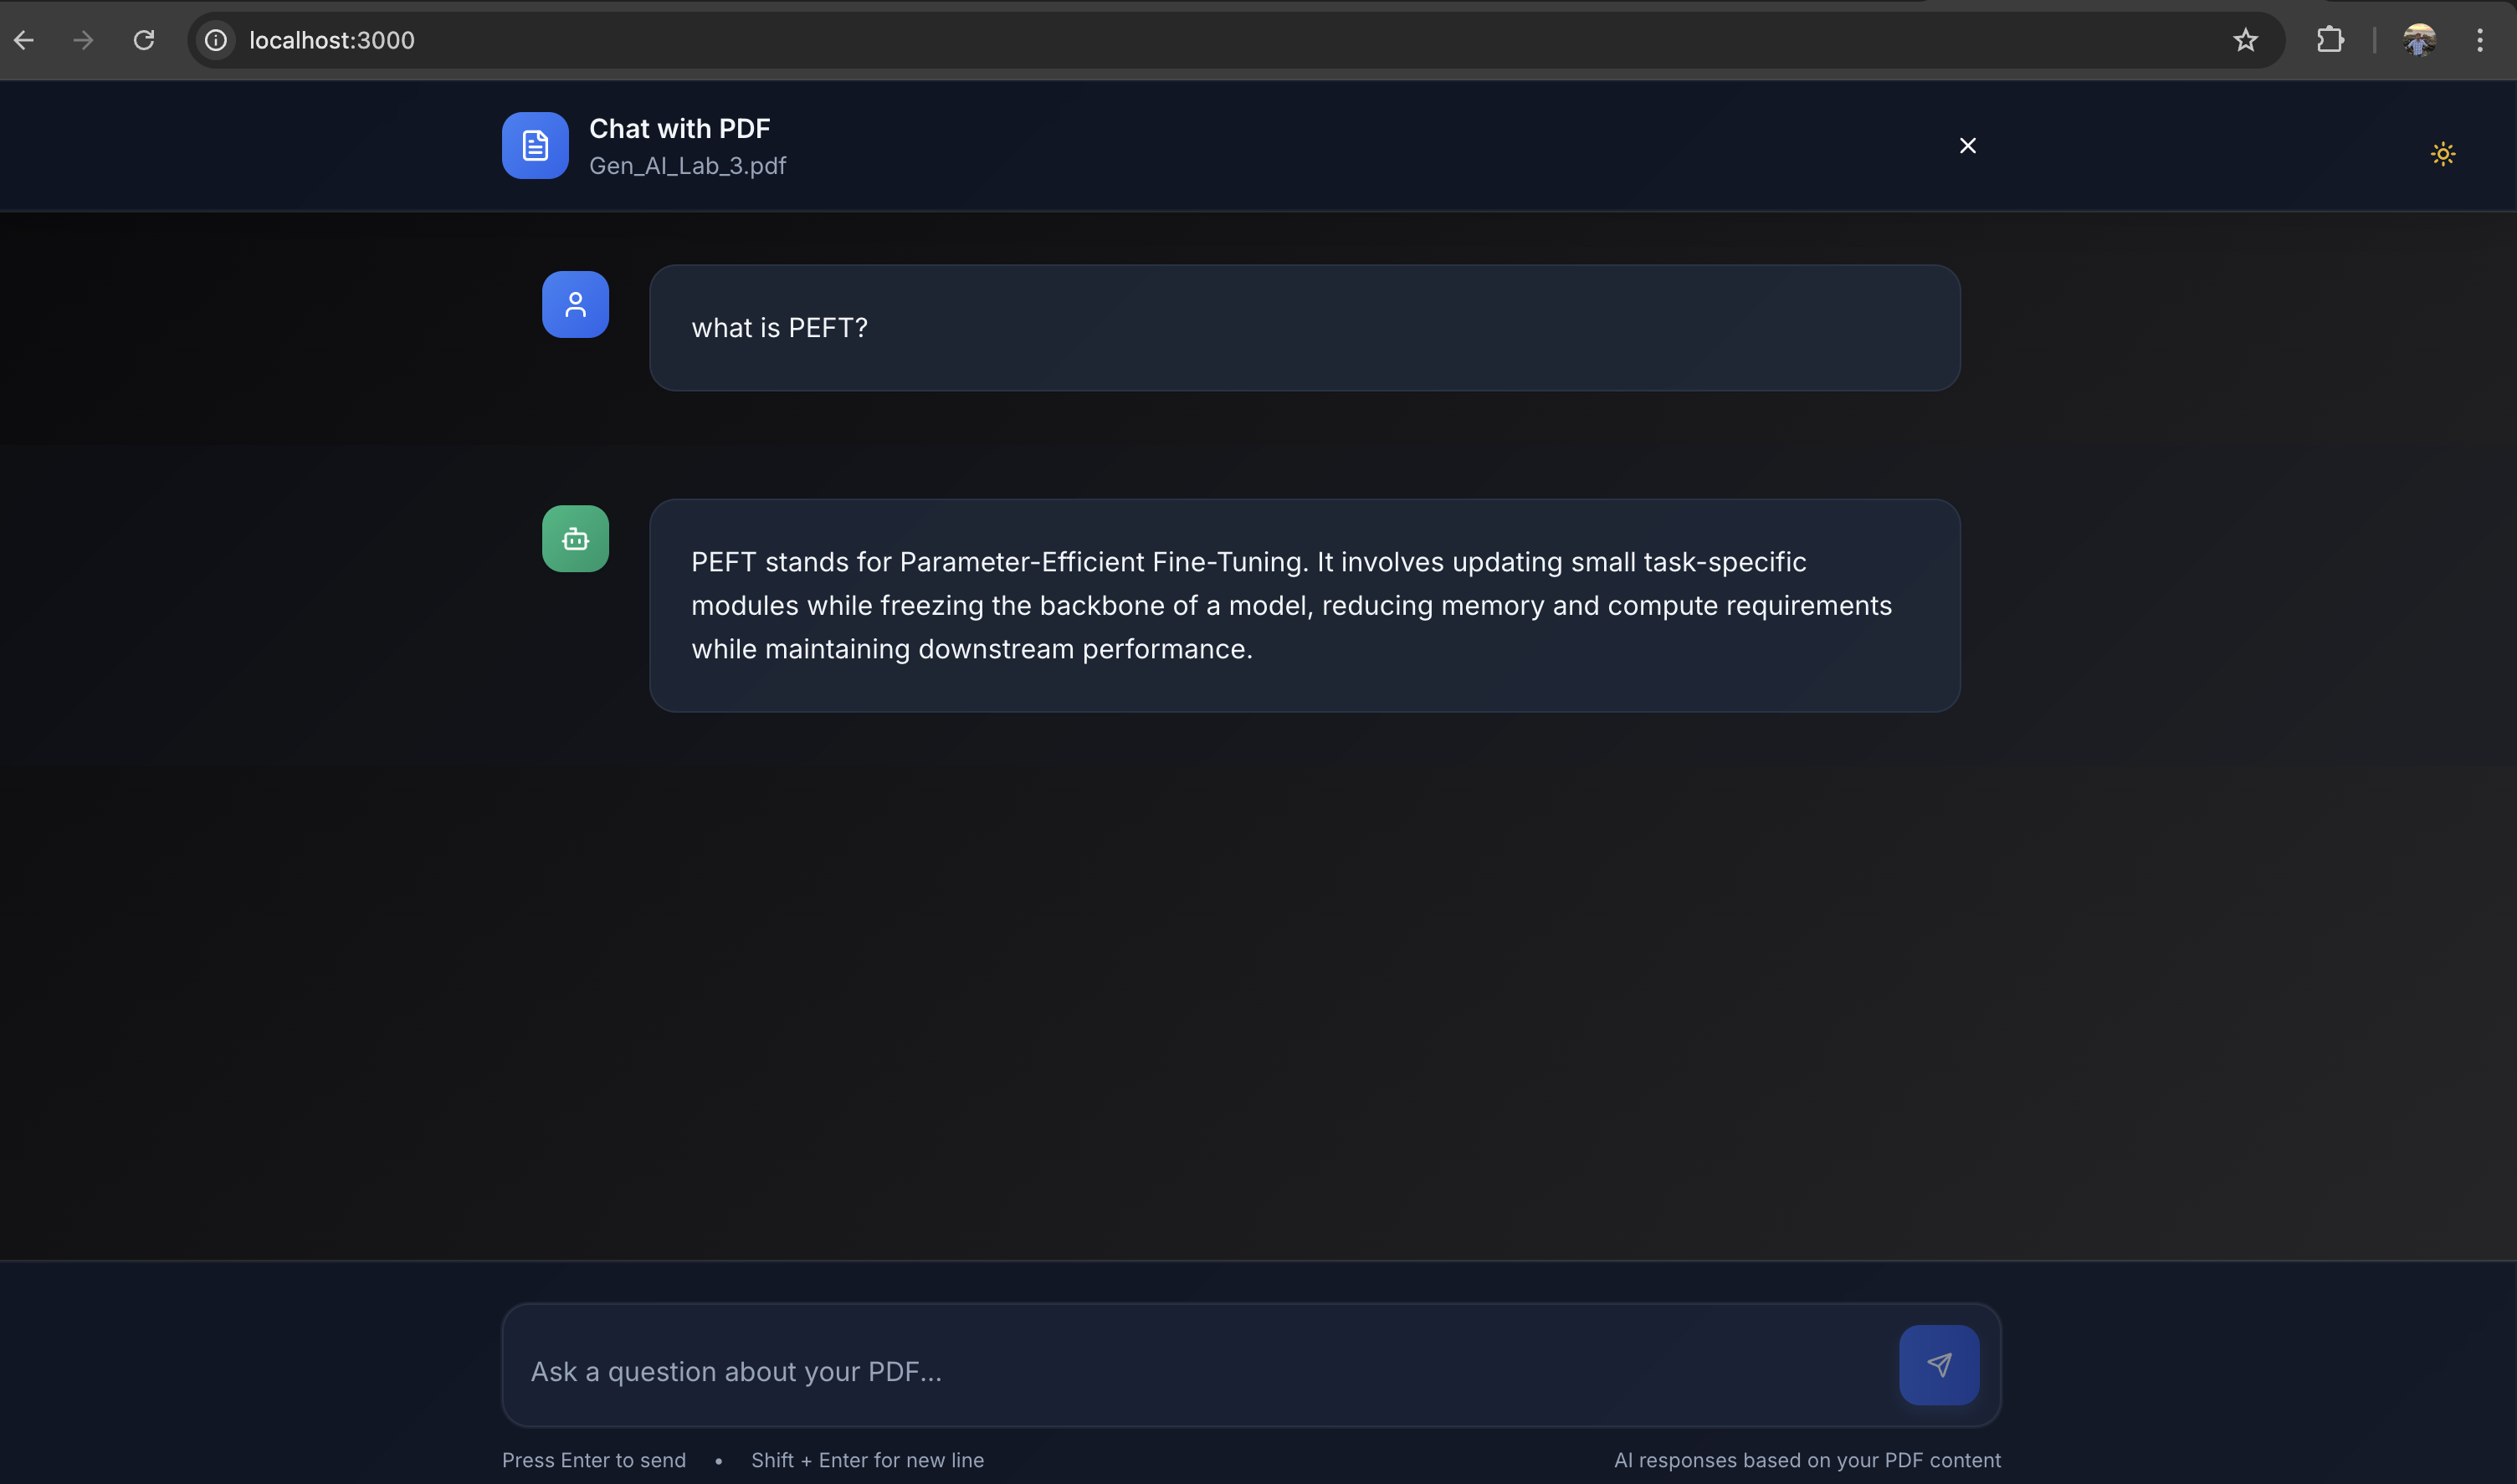 localhost:3000
Chat with PDF
Gen_AI_Lab_3.pdf
what is PEFT?
PEFT stands for Parameter-Efficient Fine-Tuning. It involves updating small task-specific
modules while freezing the backbone of a model, reducing memory and compute requirements
while maintaining downstream performance.
Ask a question about your PDF...
Press Enter to send • Shift + Enter for new line
AI responses based on your PDF content